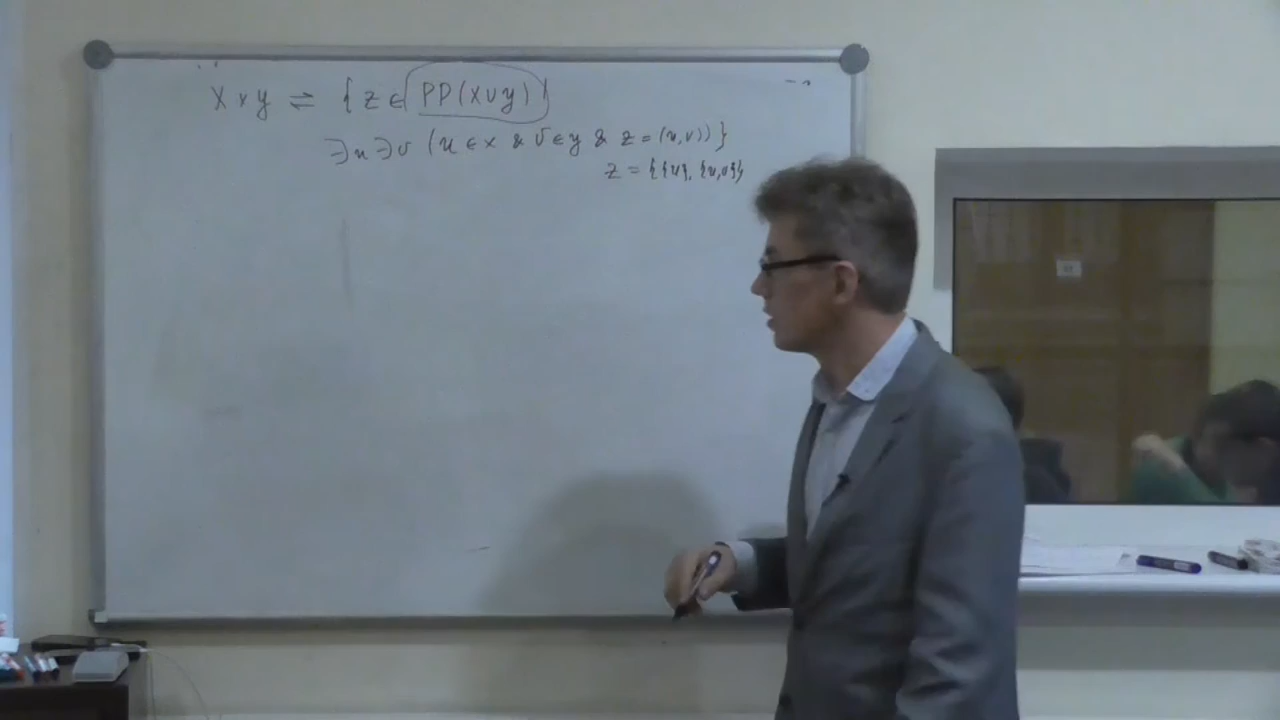 X × y ⇌ { z ∈ PP(X∪y) |
∃u ∃v (u ∈ x & v ∈ y & z = (u,v)) }
z = {{u}, {u,v}}